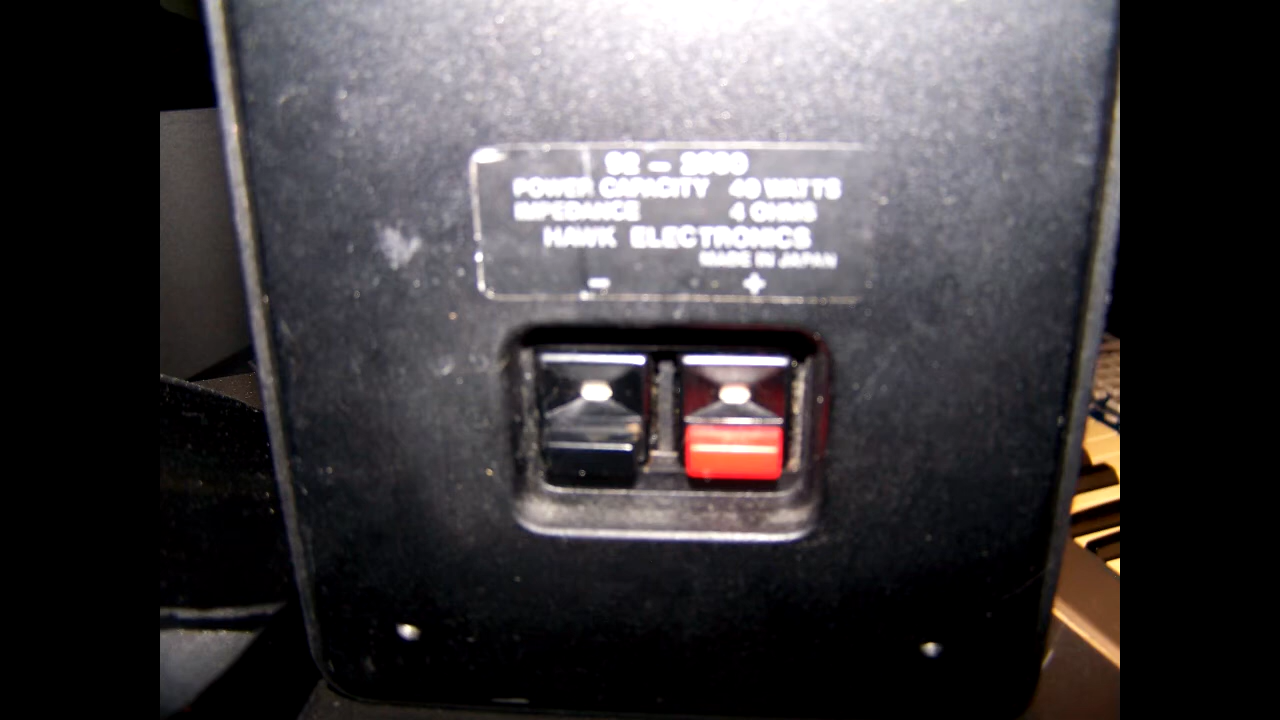 POWER CAPACITY 40 WATTS
IMPEDANCE 4 OHMS
HAWK ELECTRONICS
MADE IN JAPAN
- +